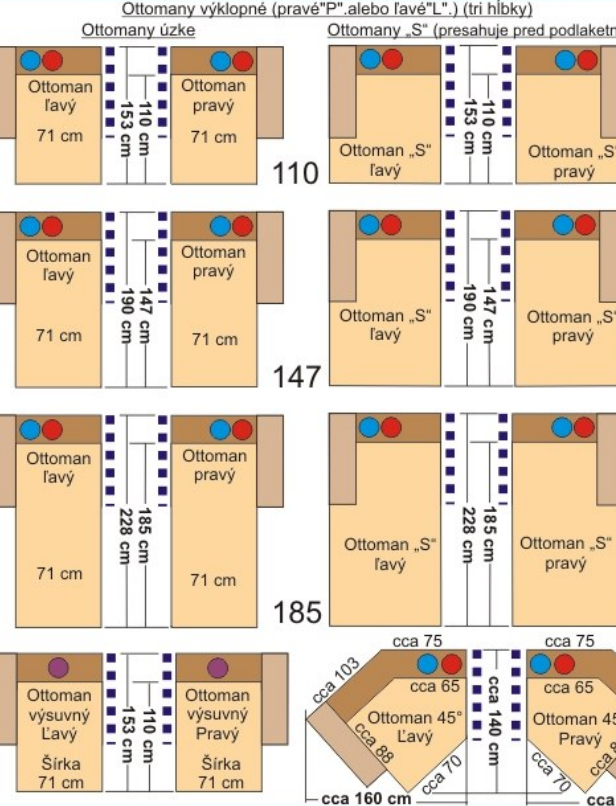 Ottomany výklopné (pravé"P".alebo ľavé"L".) (tri hĺbky)
Ottomany úzke
Ottomany „S“ (presahuje pred
Ottoman
ľavý
71 cm
153 cm
110 cm
Ottoman
pravý
71 cm
110
Ottoman „S“
ľavý
153 cm
110 cm
Ottoman
pravý
Ottoman
ľavý
71 cm
190 cm
147 cm
Ottoman
pravý
71 cm
147
Ottoman „S“
ľavý
190 cm
147 cm
Ottoman
pravý
Ottoman
ľavý
71 cm
228 cm
185 cm
Ottoman
pravý
71 cm
185
Ottoman „S“
ľavý
228 cm
185 cm
Ottoman „S“
pravý
Ottoman
výsuvný
Ľavý
Šírka
71 cm
153 cm
110 cm
Ottoman
výsuvný
Pravý
Šírka
71 cm
cca 75
cca 103
cca 65
Ottoman 45°
Ľavý
cca 88
cca 70
cca 160 cm
cca 140 cm
cca 75
cca 65
Ottoman
Pravý
cca 70
cca
cca